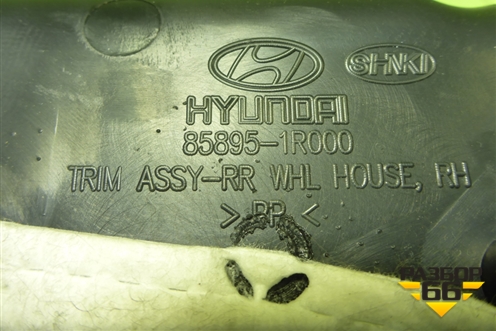 SHNKI
HYUNDAI
85895-1R000
TRIM ASSY-RR WHL HOUSE, RH
> PP <
РАЗБОР
66